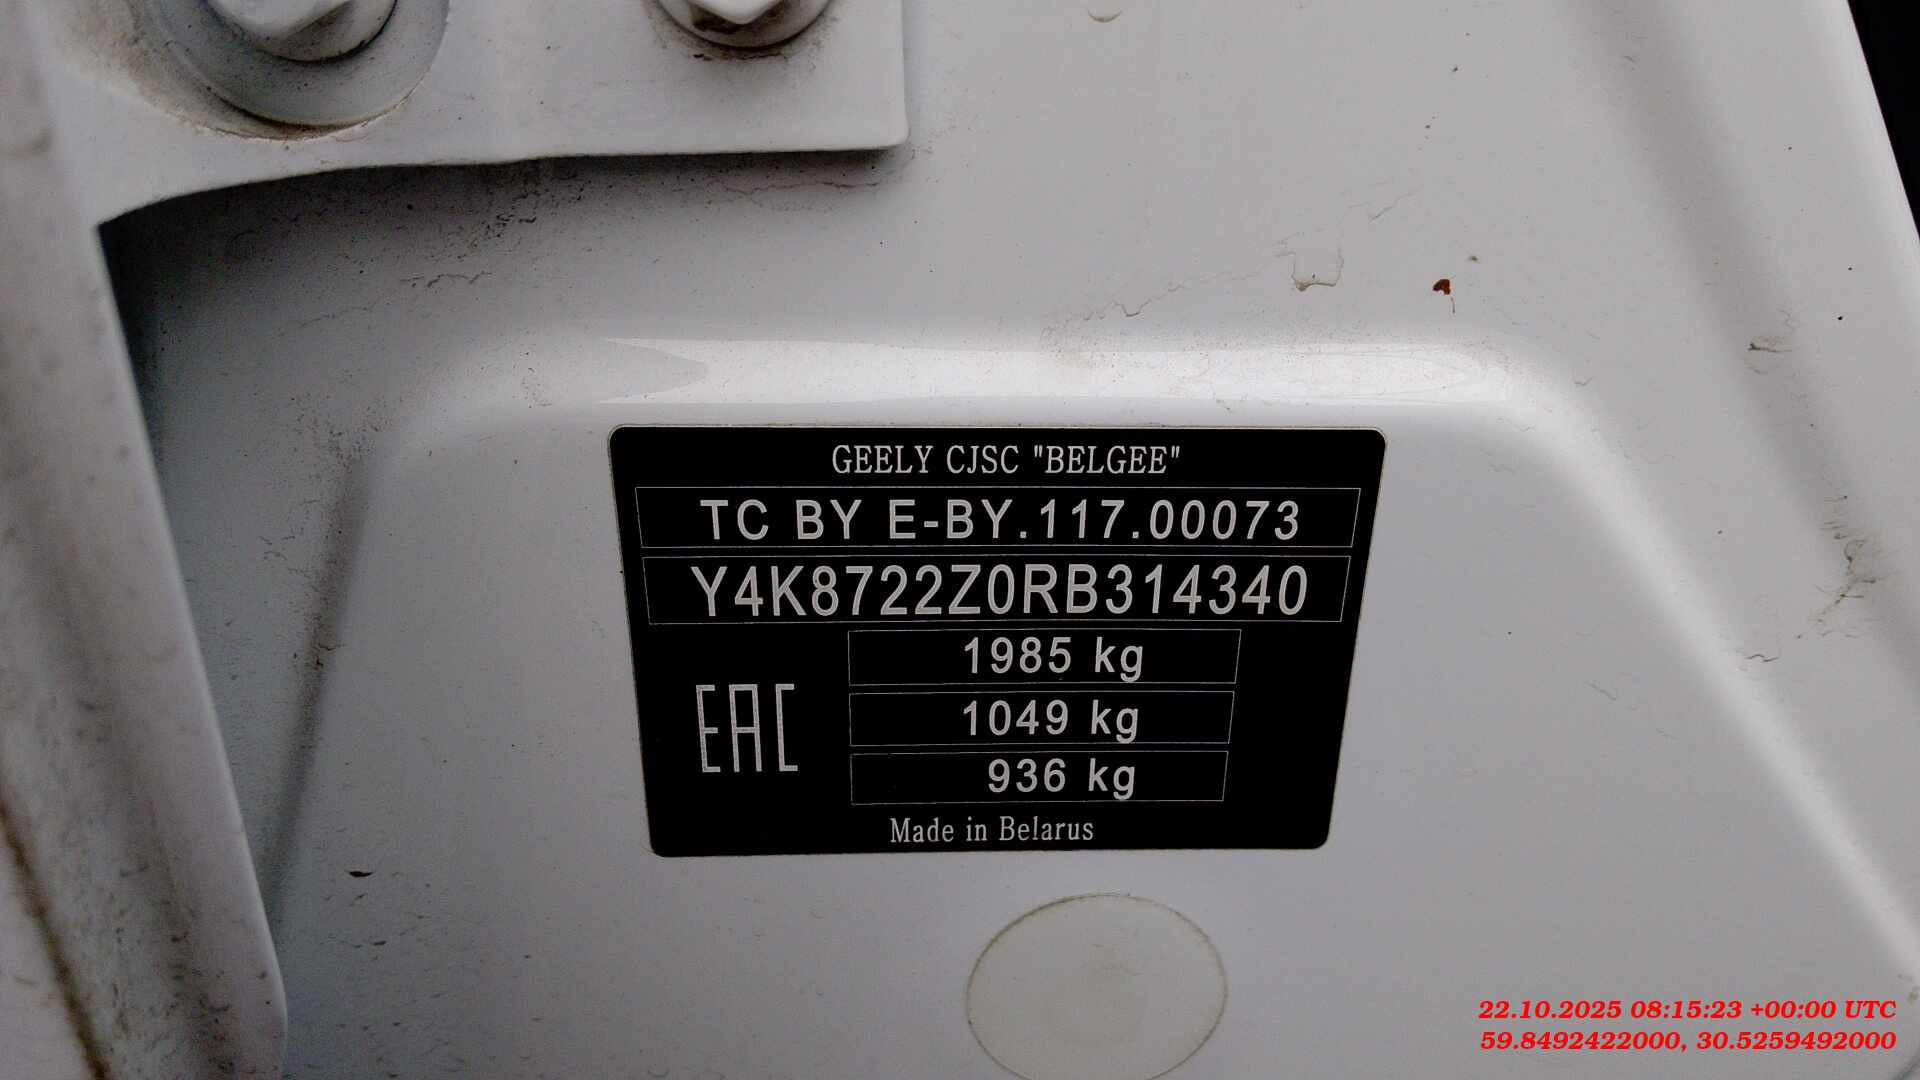 GEELY CJSC "BELGEE"
TC BY E-BY.117.00073
Y4K8722Z0RB314340
1985 kg
1049 kg
936 kg
EAC
Made in Belarus
22.10.2025 08:15:23 +00:00 UTC
59.8492422000, 30.5259492000